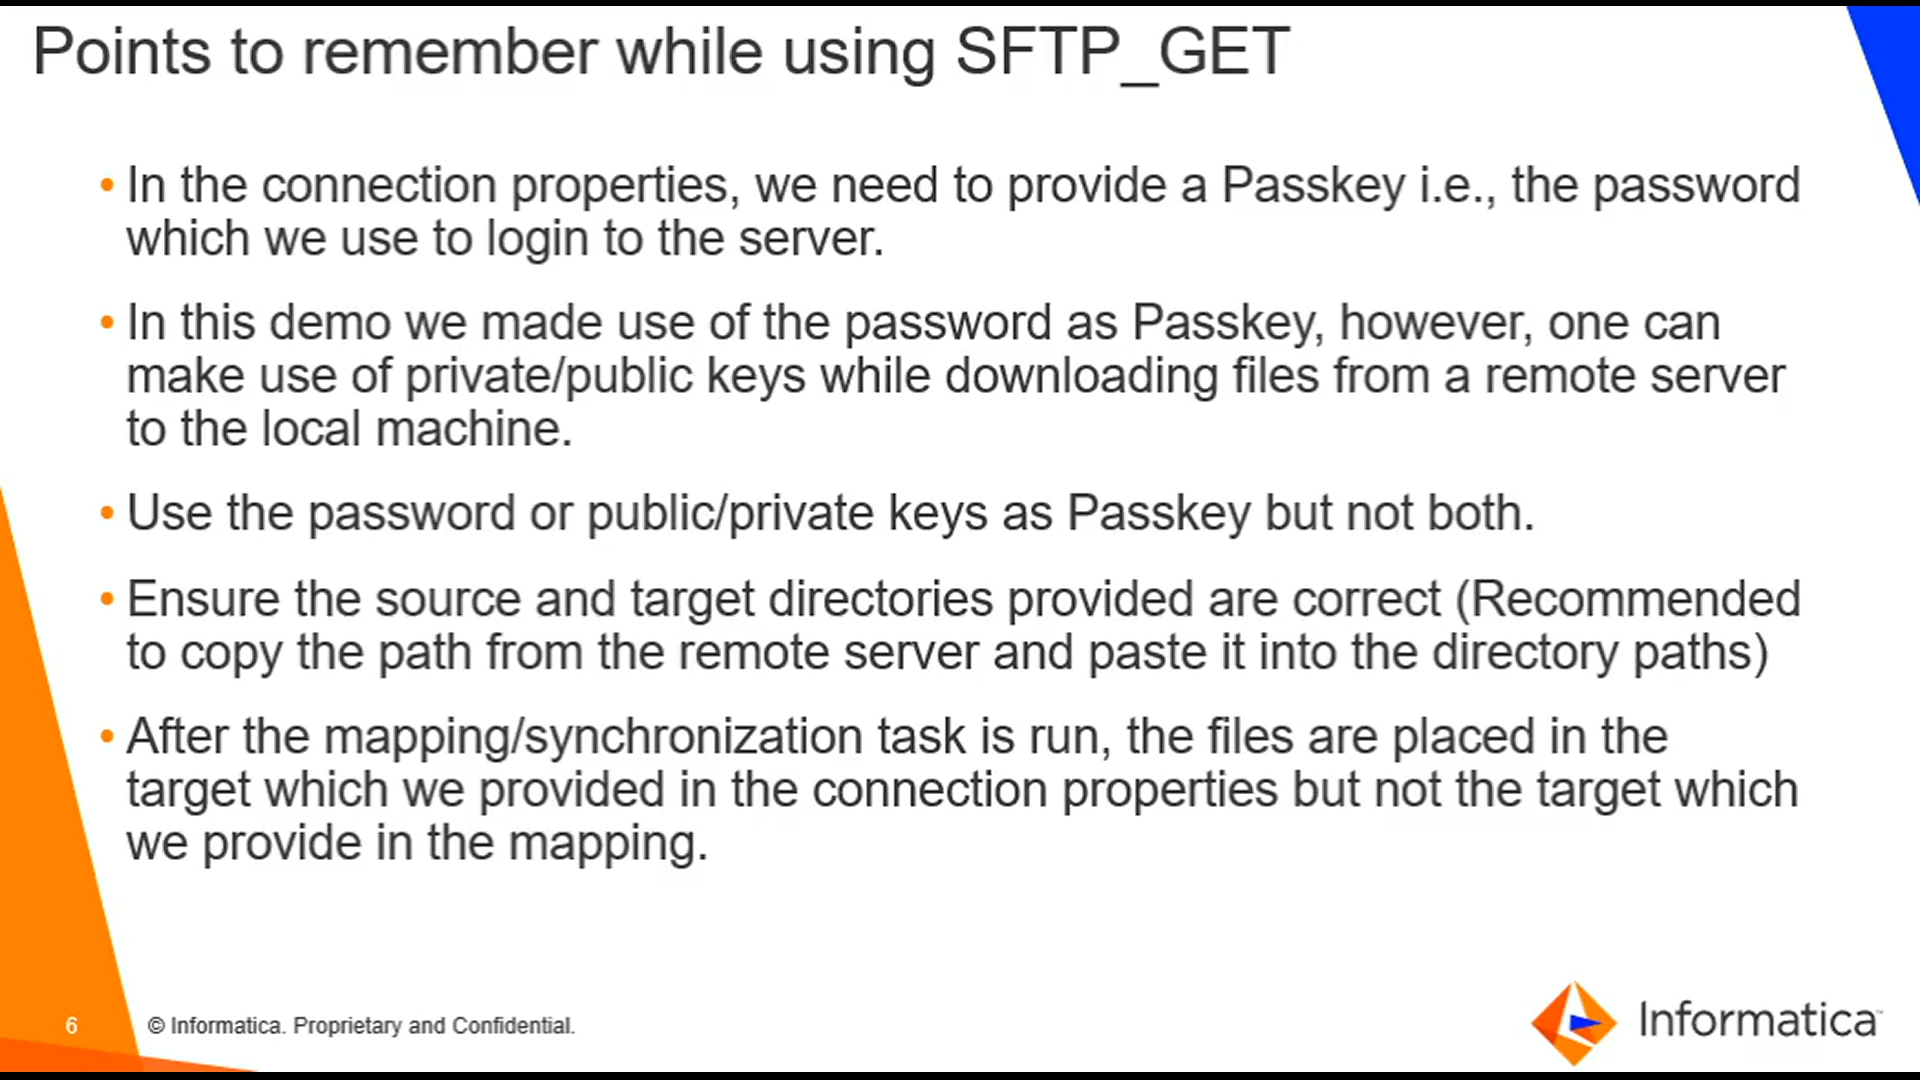 Points to remember while using SFTP_GET
• In the connection properties, we need to provide a Passkey i.e., the password
which we use to login to the server.
• In this demo we made use of the password as Passkey, however, one can
make use of private/public keys while downloading files from a remote server
to the local machine.
• Use the password or public/private keys as Passkey but not both.
• Ensure the source and target directories provided are correct (Recommended
to copy the path from the remote server and paste it into the directory paths)
• After the mapping/synchronization task is run, the files are placed in the
target which we provided in the connection properties but not the target which
we provide in the mapping.
6
© Informatica. Proprietary and Confidential.
Informatica™